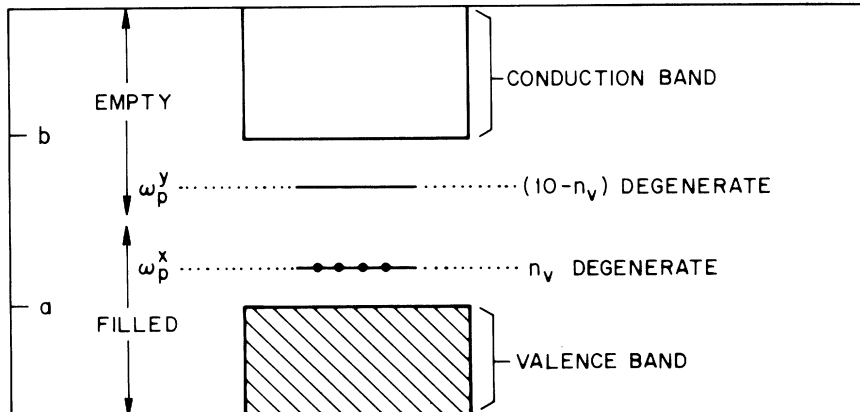 CONDUCTION BAND
EMPTY
b
ω_p^y (10-n_v) DEGENERATE
ω_p^x n_v DEGENERATE
a
FILLED
VALENCE BAND